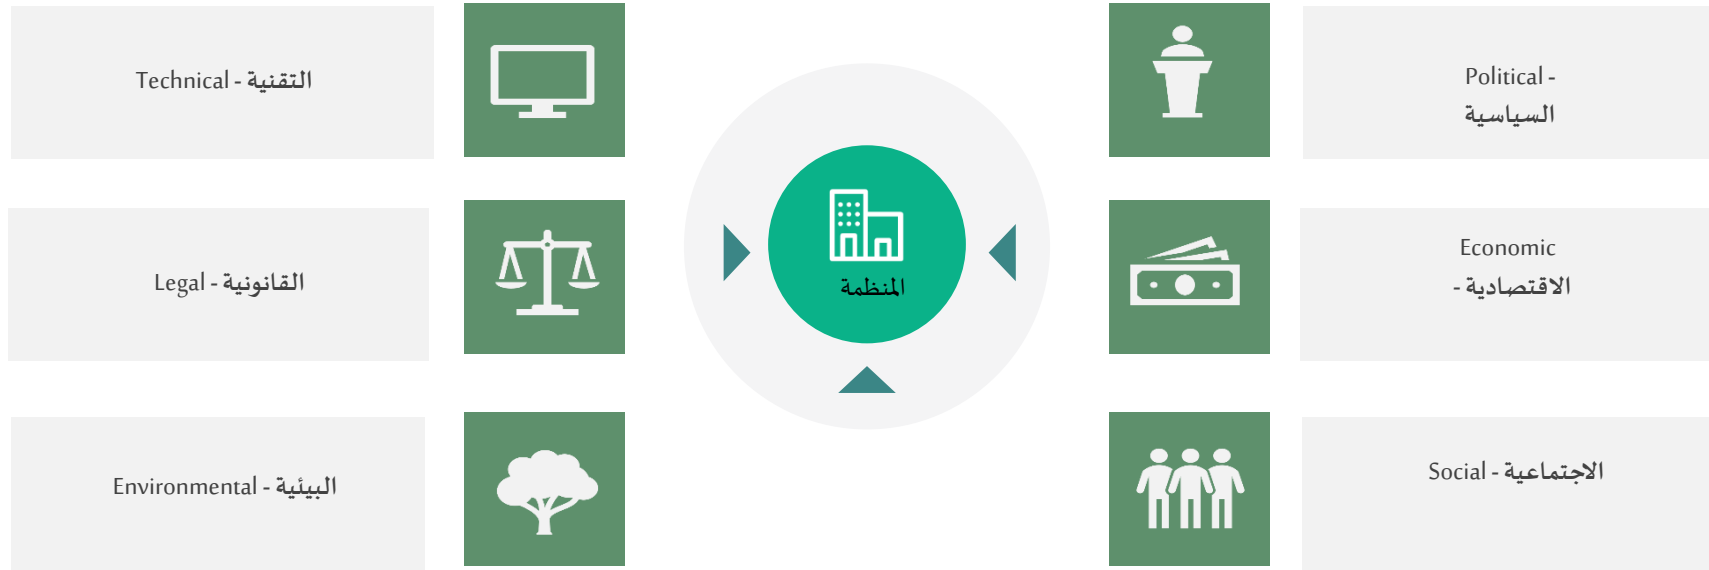 Technical - التقنية
Political -
السياسية
Legal - القانونية
المنظمة
Economic
الاقتصادية -
Environmental - البيئية
Social - الاجتماعية